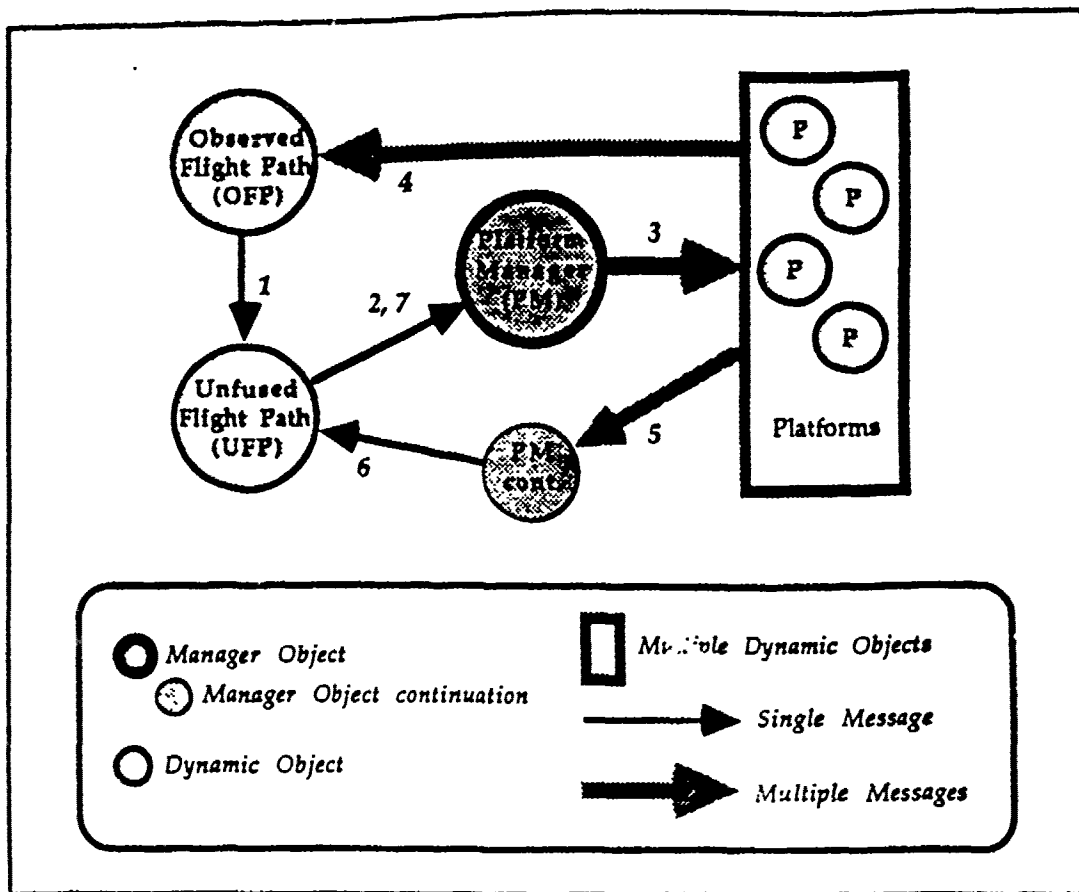 Observed
Flight Path
(OFP)
4
P
P
P
P
Platforms
Platform
Manager
(PM)
3
1
2, 7
Unfused
Flight Path
(UFP)
6
PM
cont.
5
Manager Object
Manager Object continuation
Dynamic Object
Dynamic Objects
Single Message
Multiple Messages